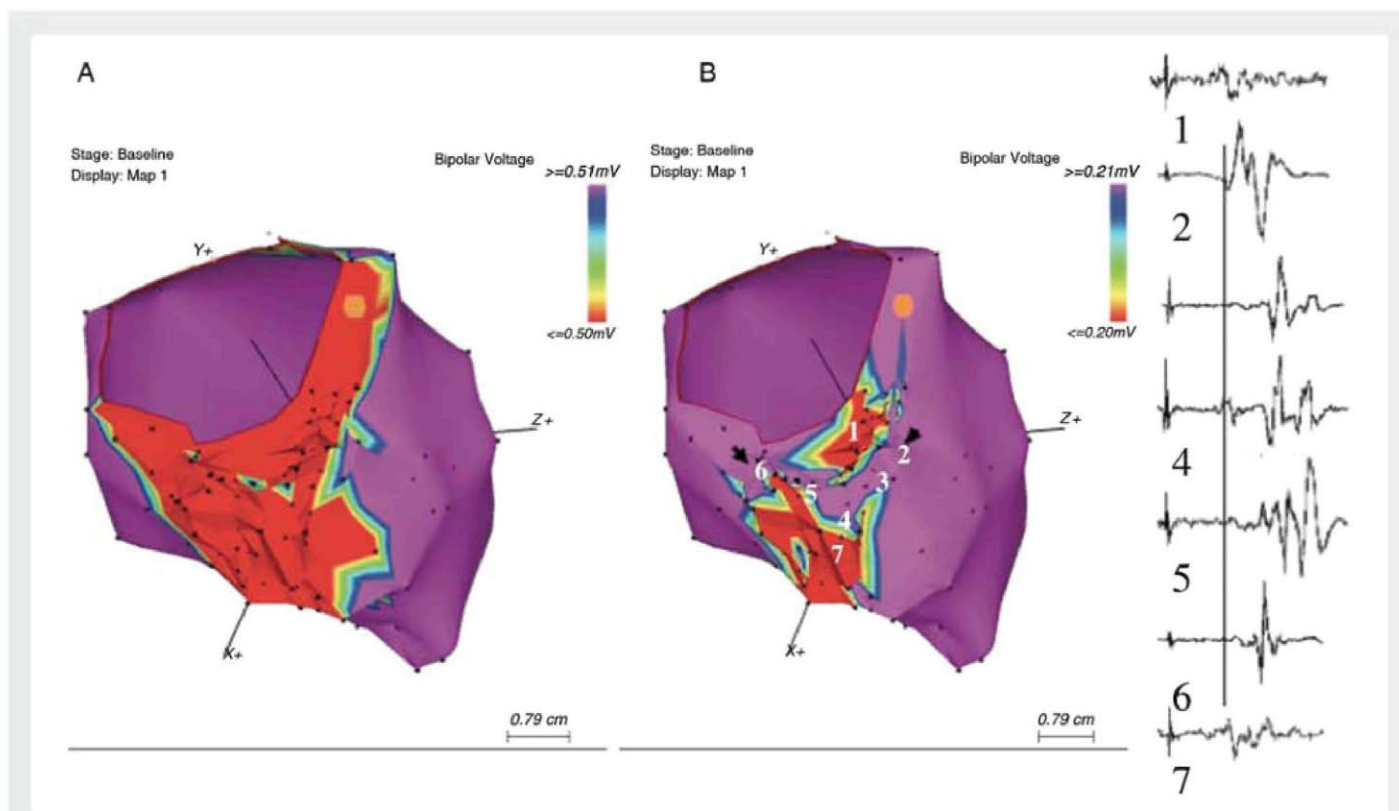 A
Stage: Baseline
Display: Map 1
Bipolar Voltage
>=0.51mV
<=0.50mV
Y+
Z+
X+
0.79 cm
B
Stage: Baseline
Display: Map 1
Bipolar Voltage
>=0.21mV
<=0.20mV
Y+
Z+
X+
1
2
3
4
5
6
7
0.79 cm
1
2
4
5
6
7